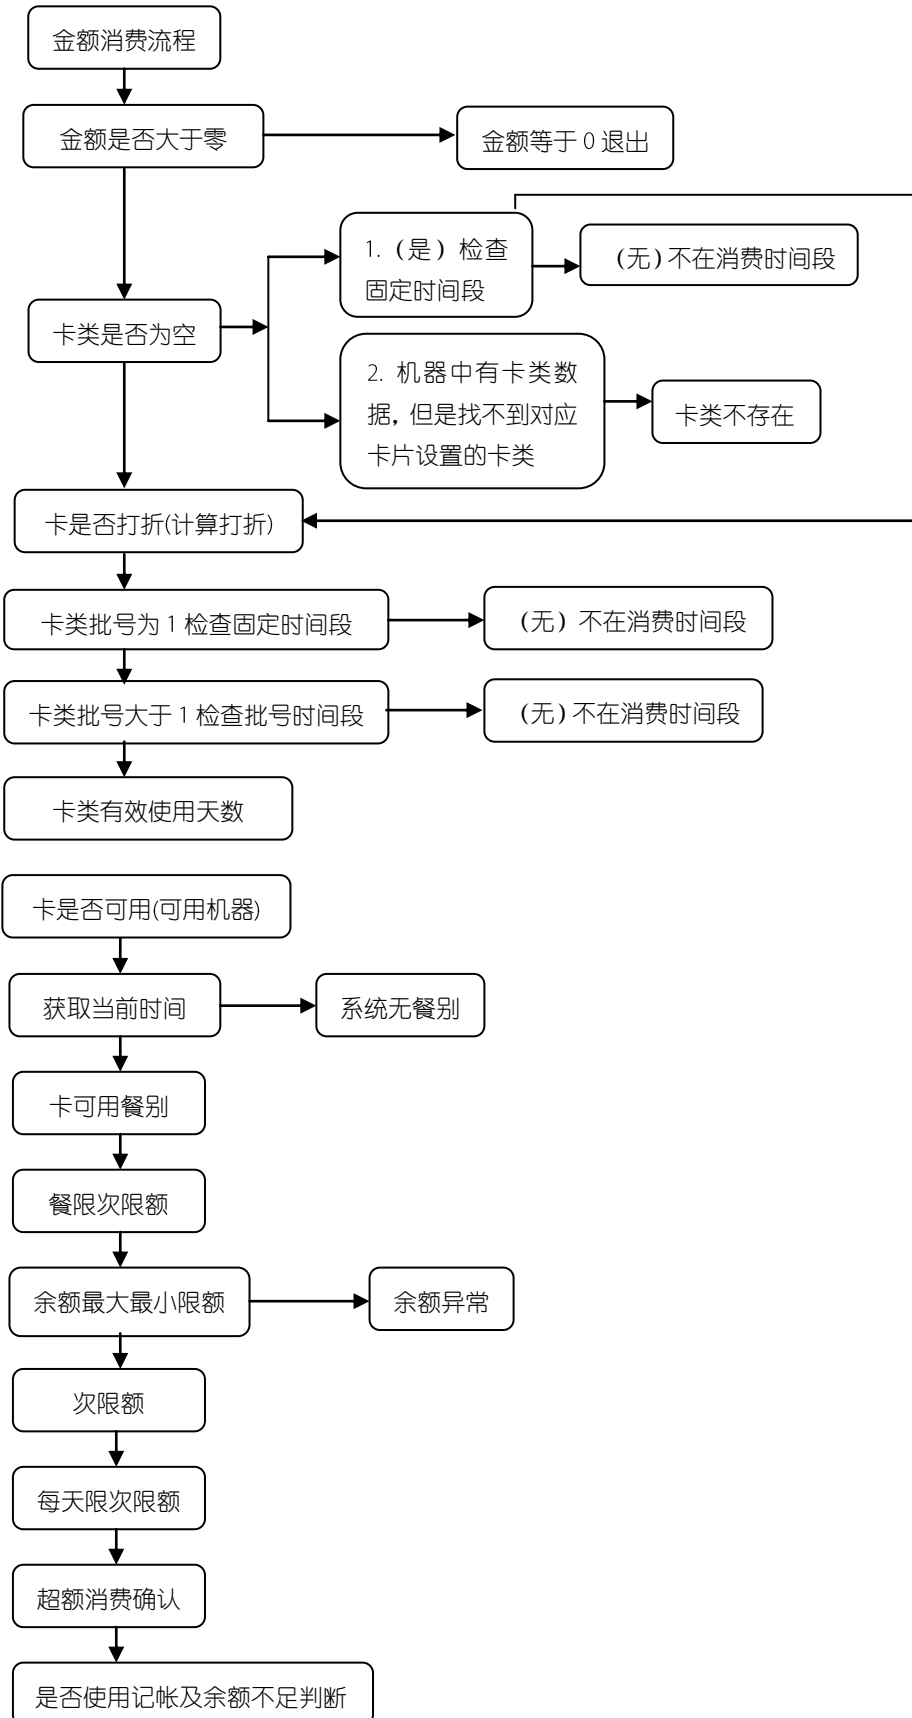 金额消费流程
金额是否大于零
金额等于 0 退出
1.（是）检查
固定时间段
（无）不在消费时间段
卡类是否为空
2. 机器中有卡类数
据，但是找不到对应
卡片设置的卡类
卡类不存在
卡是否打折(计算打折)
卡类批号为 1 检查固定时间段
（无）不在消费时间段
卡类批号大于 1 检查批号时间段
（无）不在消费时间段
卡类有效使用天数
卡是否可用(可用机器)
获取当前时间
系统无餐别
卡可用餐别
餐限次限额
余额最大最小限额
余额异常
次限额
每天限次限额
超额消费确认
是否使用记帐及余额不足判断